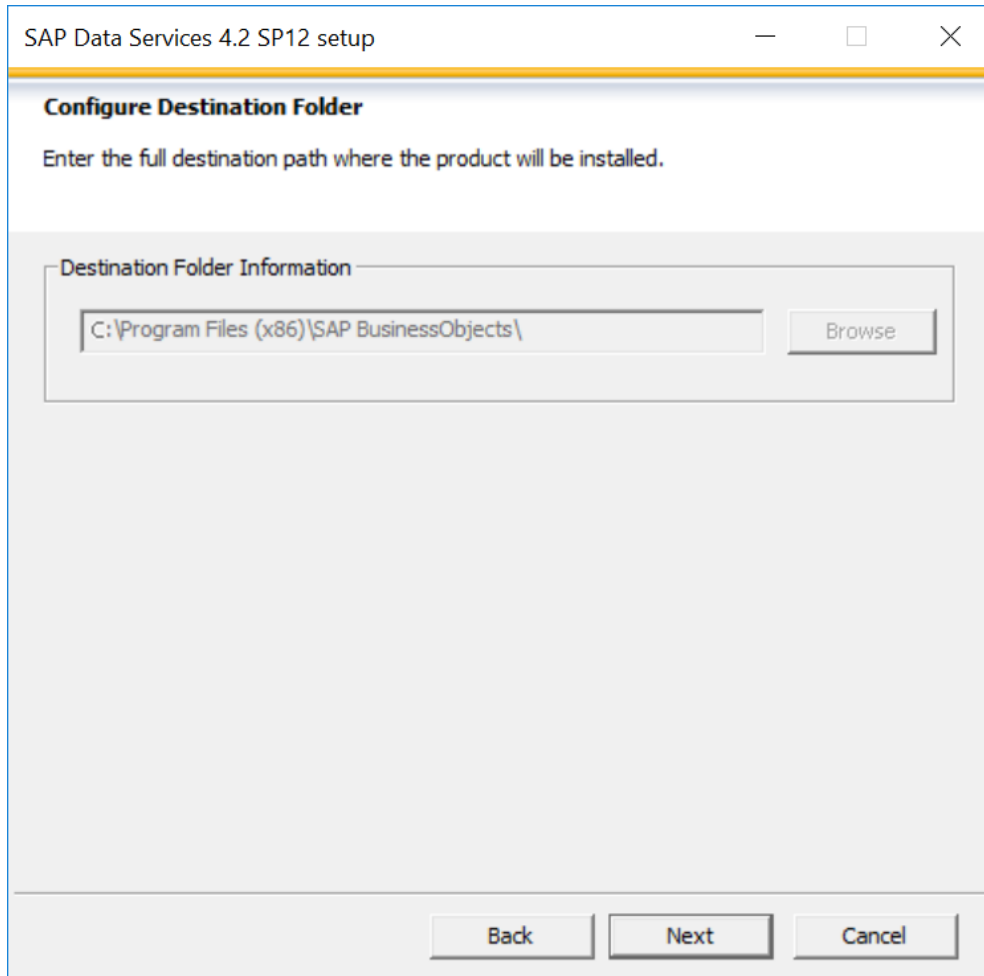 SAP Data Services 4.2 SP12 setup
Configure Destination Folder
Enter the full destination path where the product will be installed.
Destination Folder Information
C:\Program Files (x86)\SAP BusinessObjects\
Browse
Back
Next
Cancel